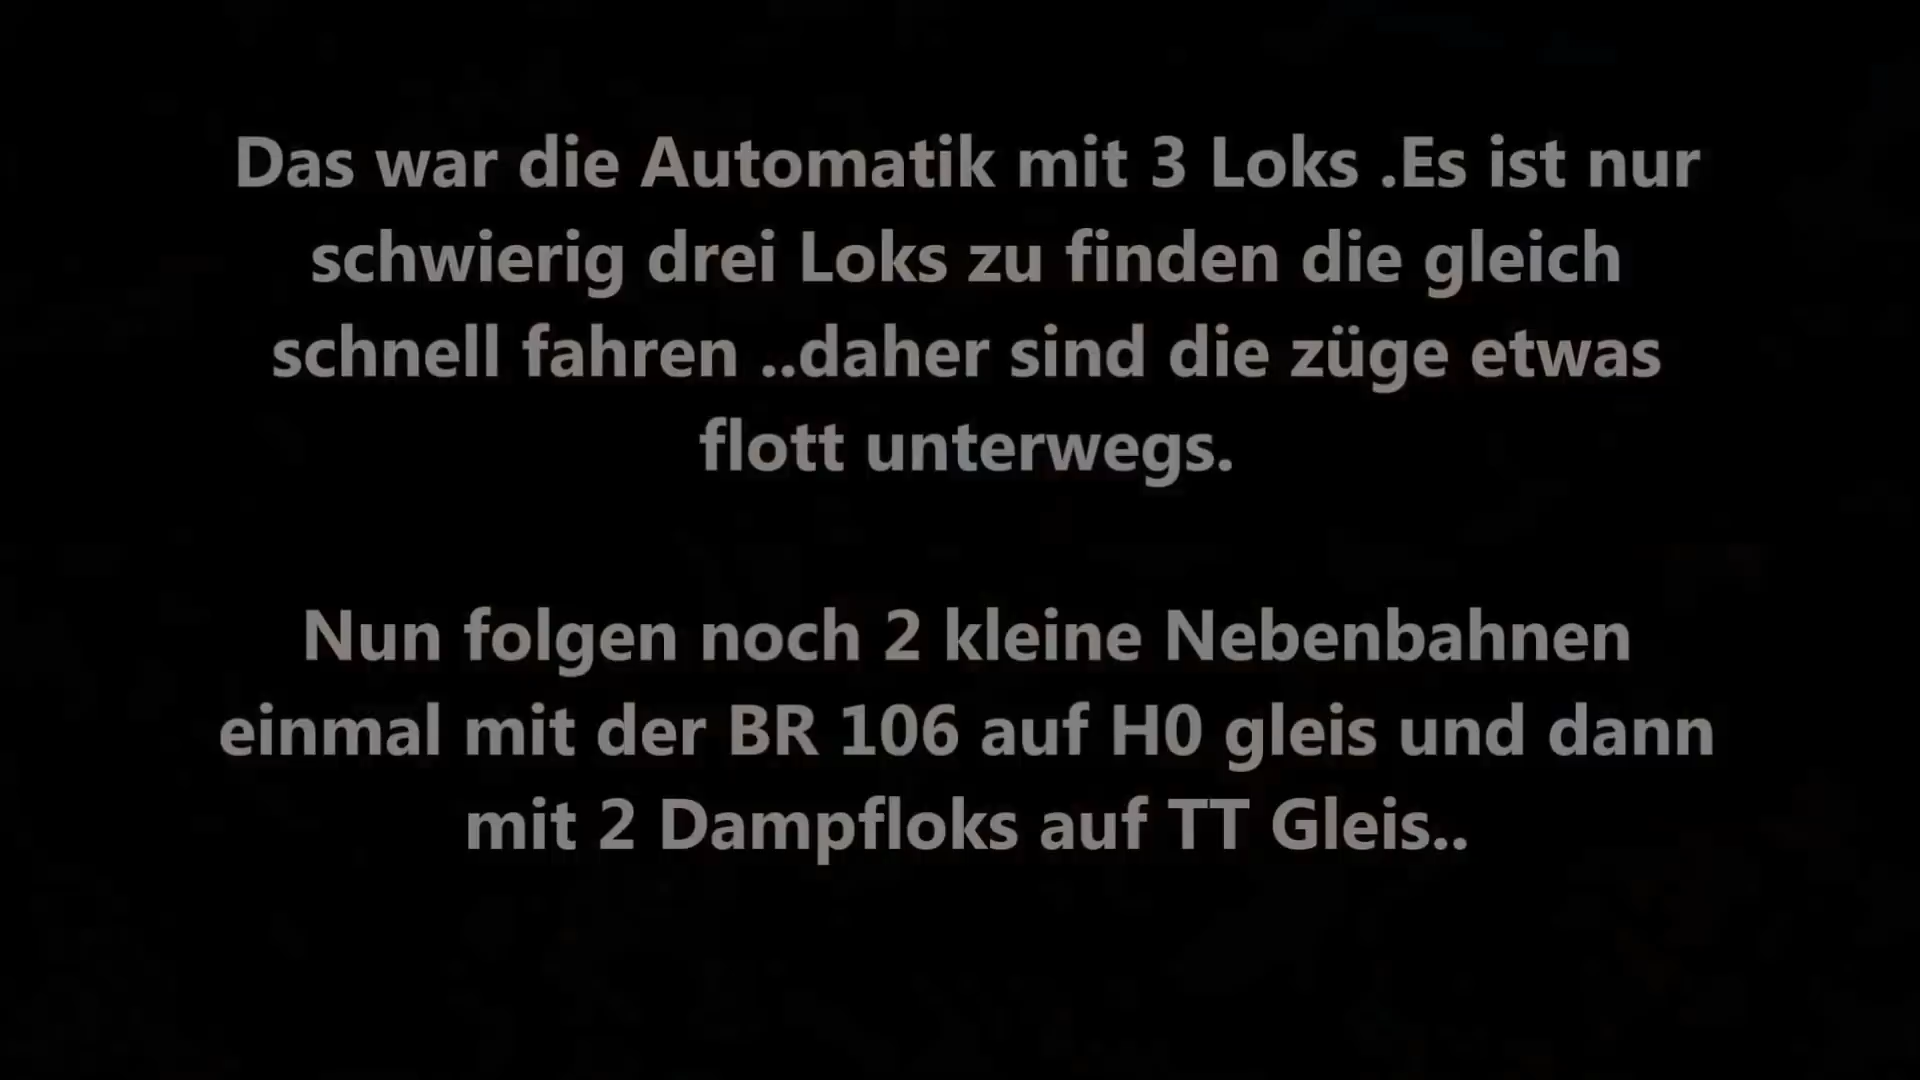 Das war die Automatik mit 3 Loks .Es ist nur
schwierig drei Loks zu finden die gleich
schnell fahren ..daher sind die züge etwas
flott unterwegs.
Nun folgen noch 2 kleine Nebenbahnen
einmal mit der BR 106 auf H0 gleis und dann
mit 2 Dampfloks auf TT Gleis..